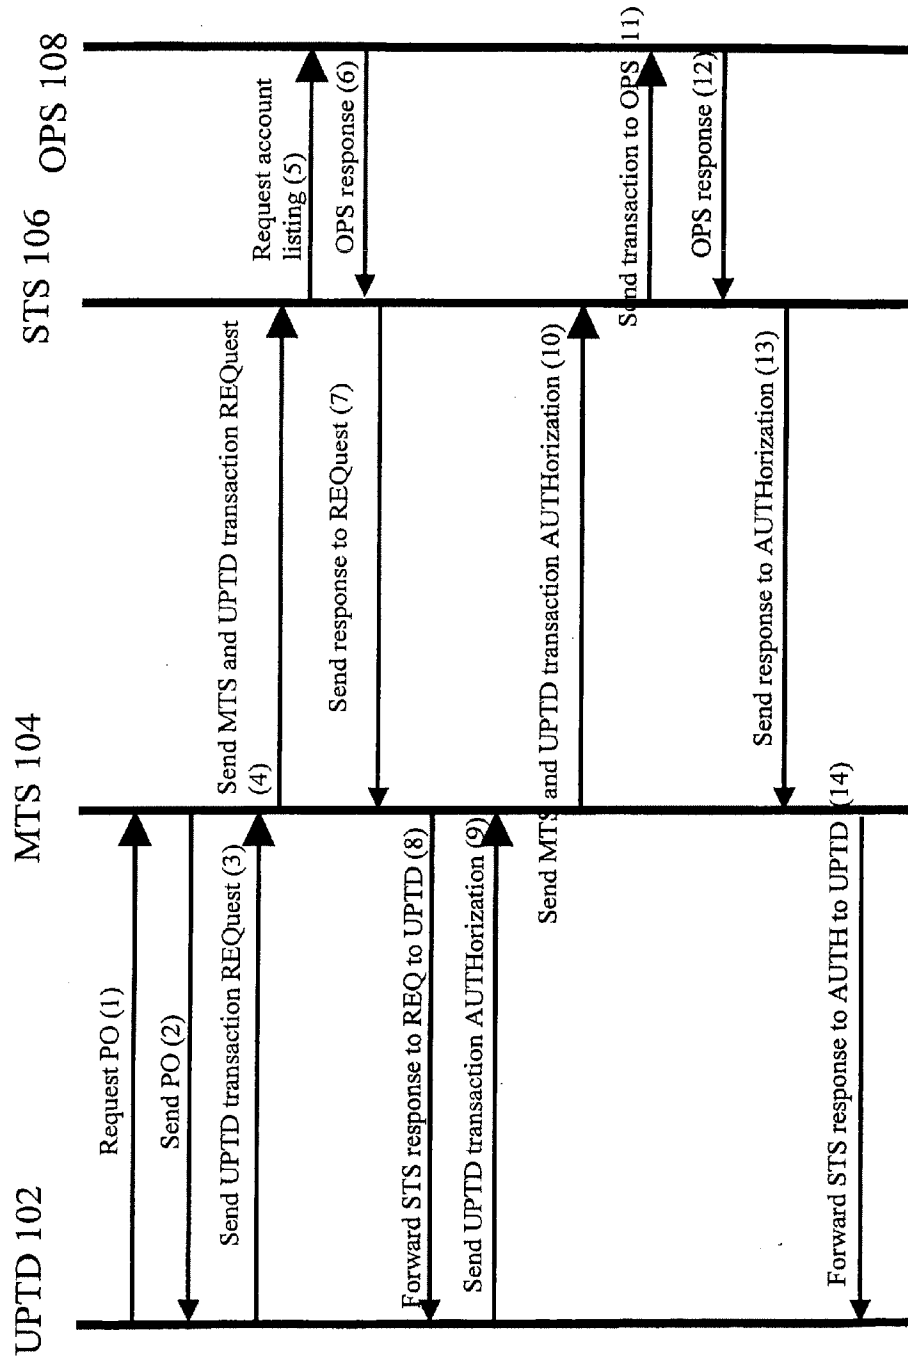 UPTD 102
MTS 104
STS 106
OPS 108
Request PO (1)
Send PO (2)
Send UPTD transaction REQuest (3)
Send MTS and UPTD transaction REQuest
(4)
Request account
listing (5)
OPS response (6)
Send response to REQuest (7)
Forward STS response to REQ to UPTD (8)
Send UPTD transaction AUTHorization (9)
Send MTS and UPTD transaction AUTHorization (10)
Send transaction to OPS 11)
OPS response (12)
Send response to AUTHorization (13)
Forward STS response to AUTH to UPTD (14)